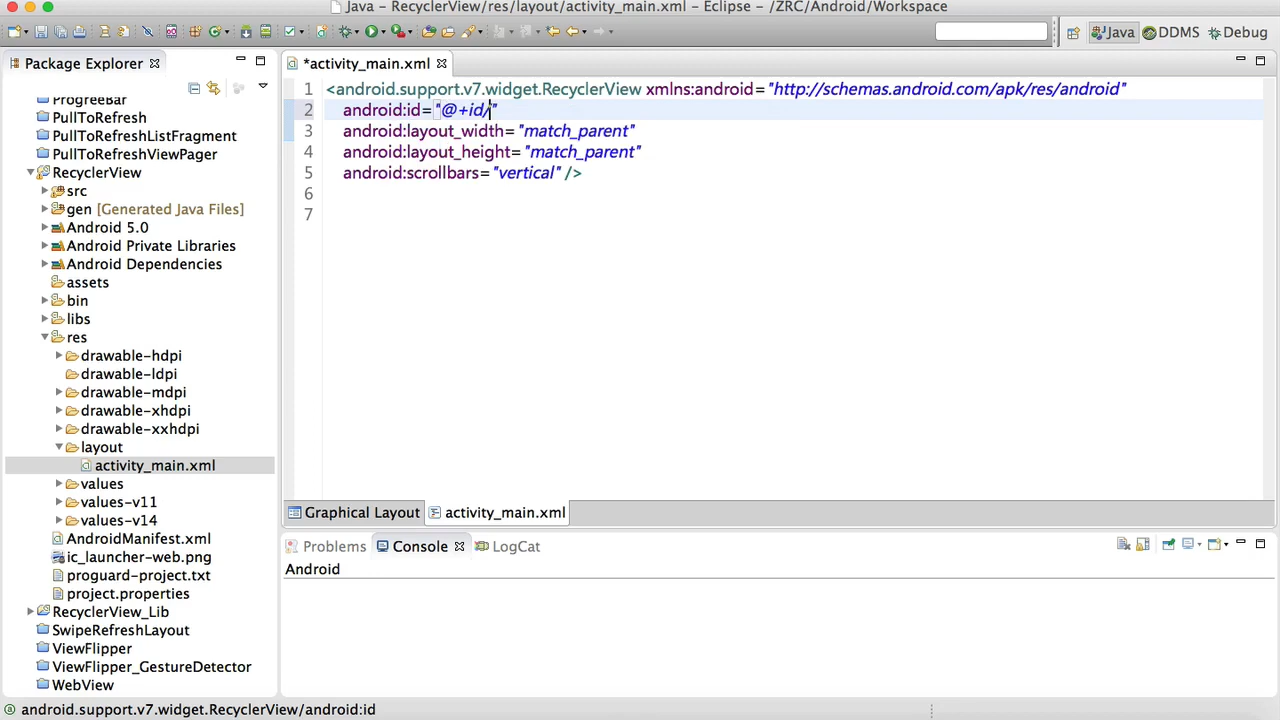 Java – RecyclerView/res/layout/activity_main.xml – Eclipse – /ZRC/Android/Workspace
Java DDMS Debug
Package Explorer
*activity_main.xml
ProgreeBar
PullToRefresh
PullToRefreshListFragment
PullToRefreshViewPager
RecyclerView
src
gen [Generated Java Files]
Android 5.0
Android Private Libraries
Android Dependencies
assets
bin
libs
res
drawable-hdpi
drawable-ldpi
drawable-mdpi
drawable-xhdpi
drawable-xxhdpi
layout
activity_main.xml
values
values-v11
values-v14
AndroidManifest.xml
ic_launcher-web.png
proguard-project.txt
project.properties
RecyclerView_Lib
SwipeRefreshLayout
ViewFlipper
ViewFlipper_GestureDetector
WebView
1 <android.support.v7.widget.RecyclerView xmlns:android="http://schemas.android.com/apk/res/android"
2 android:id="@+id/"
3 android:layout_width="match_parent"
4 android:layout_height="match_parent"
5 android:scrollbars="vertical" />
6
7
Graphical Layout activity_main.xml
Problems Console LogCat
Android
android.support.v7.widget.RecyclerView/android:id